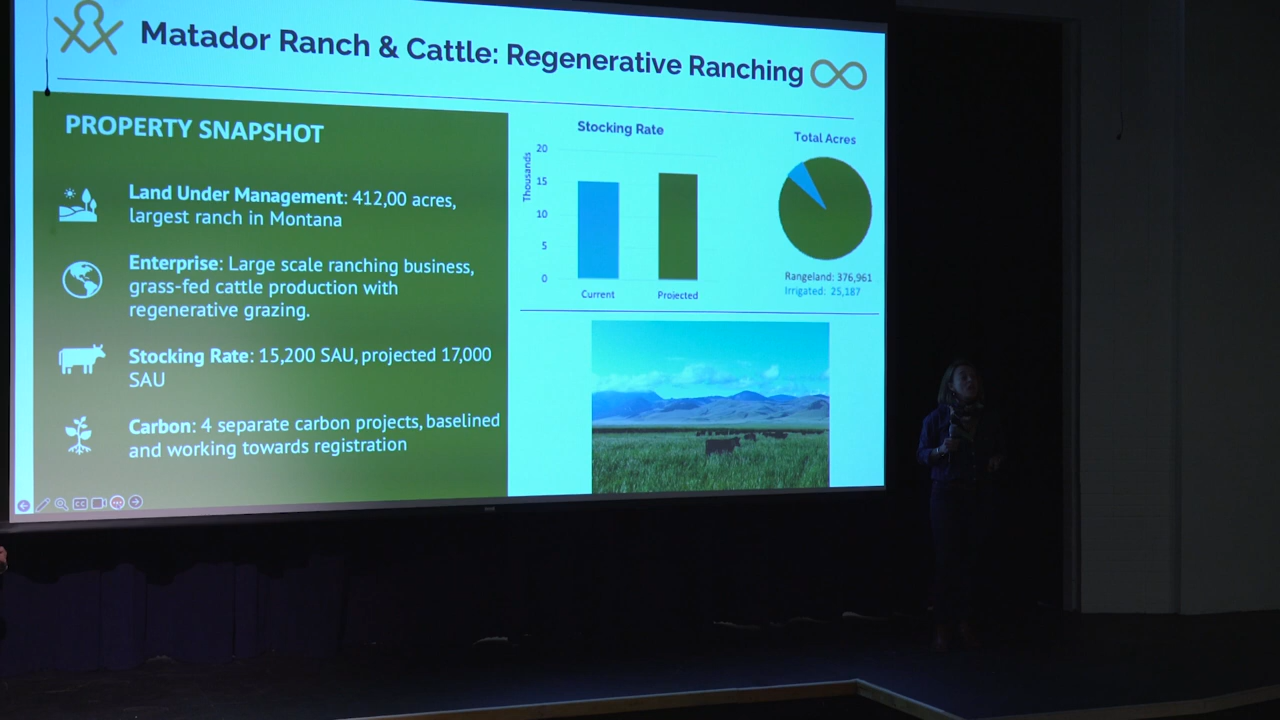 Matador Ranch & Cattle: Regenerative Ranching
PROPERTY SNAPSHOT
Land Under Management: 412,00 acres,
largest ranch in Montana
Enterprise: Large scale ranching business,
grass-fed cattle production with
regenerative grazing.
Stocking Rate: 15,200 SAU, projected 17,000
SAU
Carbon: 4 separate carbon projects, baselined
and working towards registration
Stocking Rate
Thousands
20
15
10
5
0
Current
Projected
Total Acres
Rangeland: 376,961
Irrigated: 25,187
CC